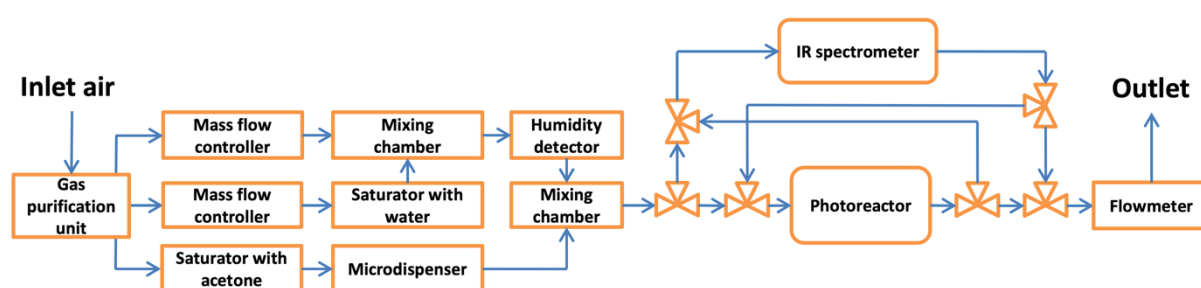 Inlet air
Gas
purification
unit
Mass flow
controller
Mixing
chamber
Humidity
detector
Mass flow
controller
Saturator with
water
Mixing
chamber
Saturator with
acetone
Microdispenser
IR spectrometer
Photoreactor
Outlet
Flowmeter